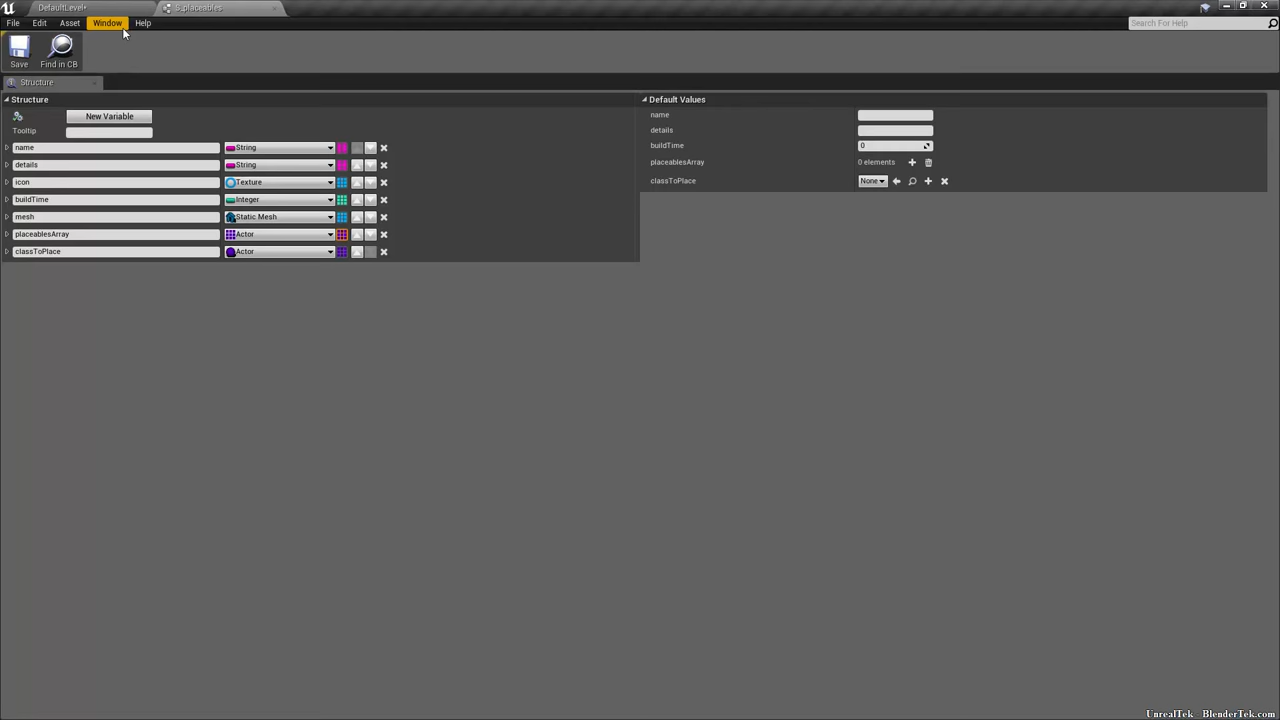 DefaultLevel*
S_placeables
File Edit Asset Window Help
Search For Help
Save
Find in CB
Structure
Structure
New Variable
Tooltip
name String
details String
icon Texture
buildTime Integer
mesh Static Mesh
placeablesArray Actor
classToPlace Actor
Default Values
name
details
buildTime 0
placeablesArray 0 elements
classToPlace None
UnrealTek - BlenderTek.com